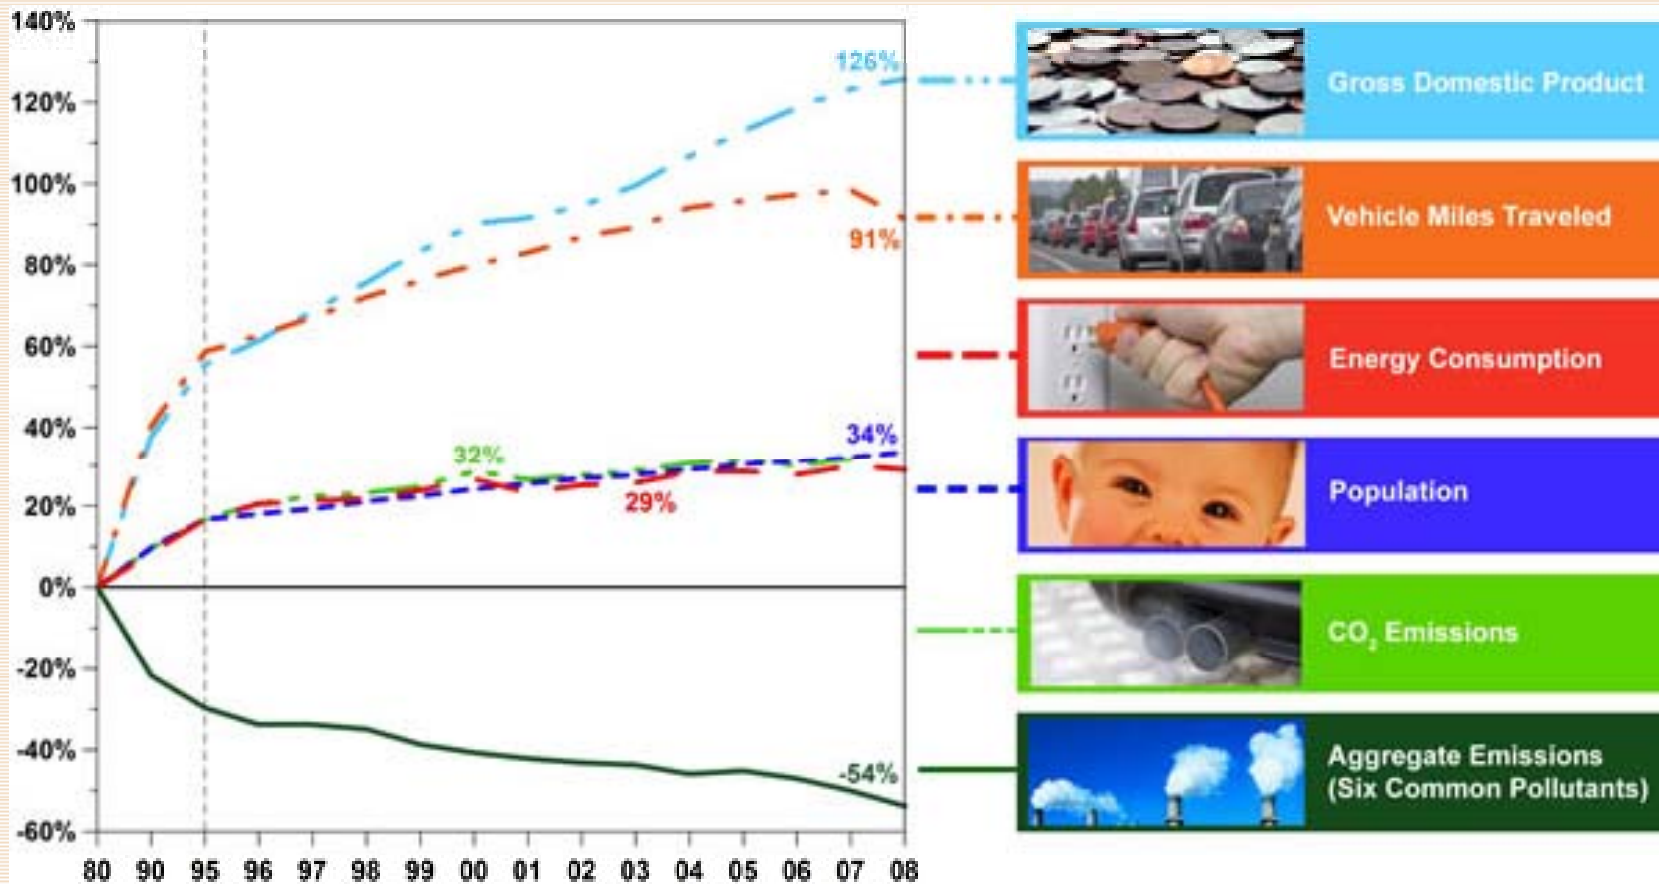 140%
120%
100%
80%
60%
40%
20%
0%
-20%
-40%
-60%
126%
91%
32%
34%
29%
-54%
80 90 95 96 97 98 99 00 01 02 03 04 05 06 07 08
Gross Domestic Product
Vehicle Miles Traveled
Energy Consumption
Population
CO₂ Emissions
Aggregate Emissions
(Six Common Pollutants)